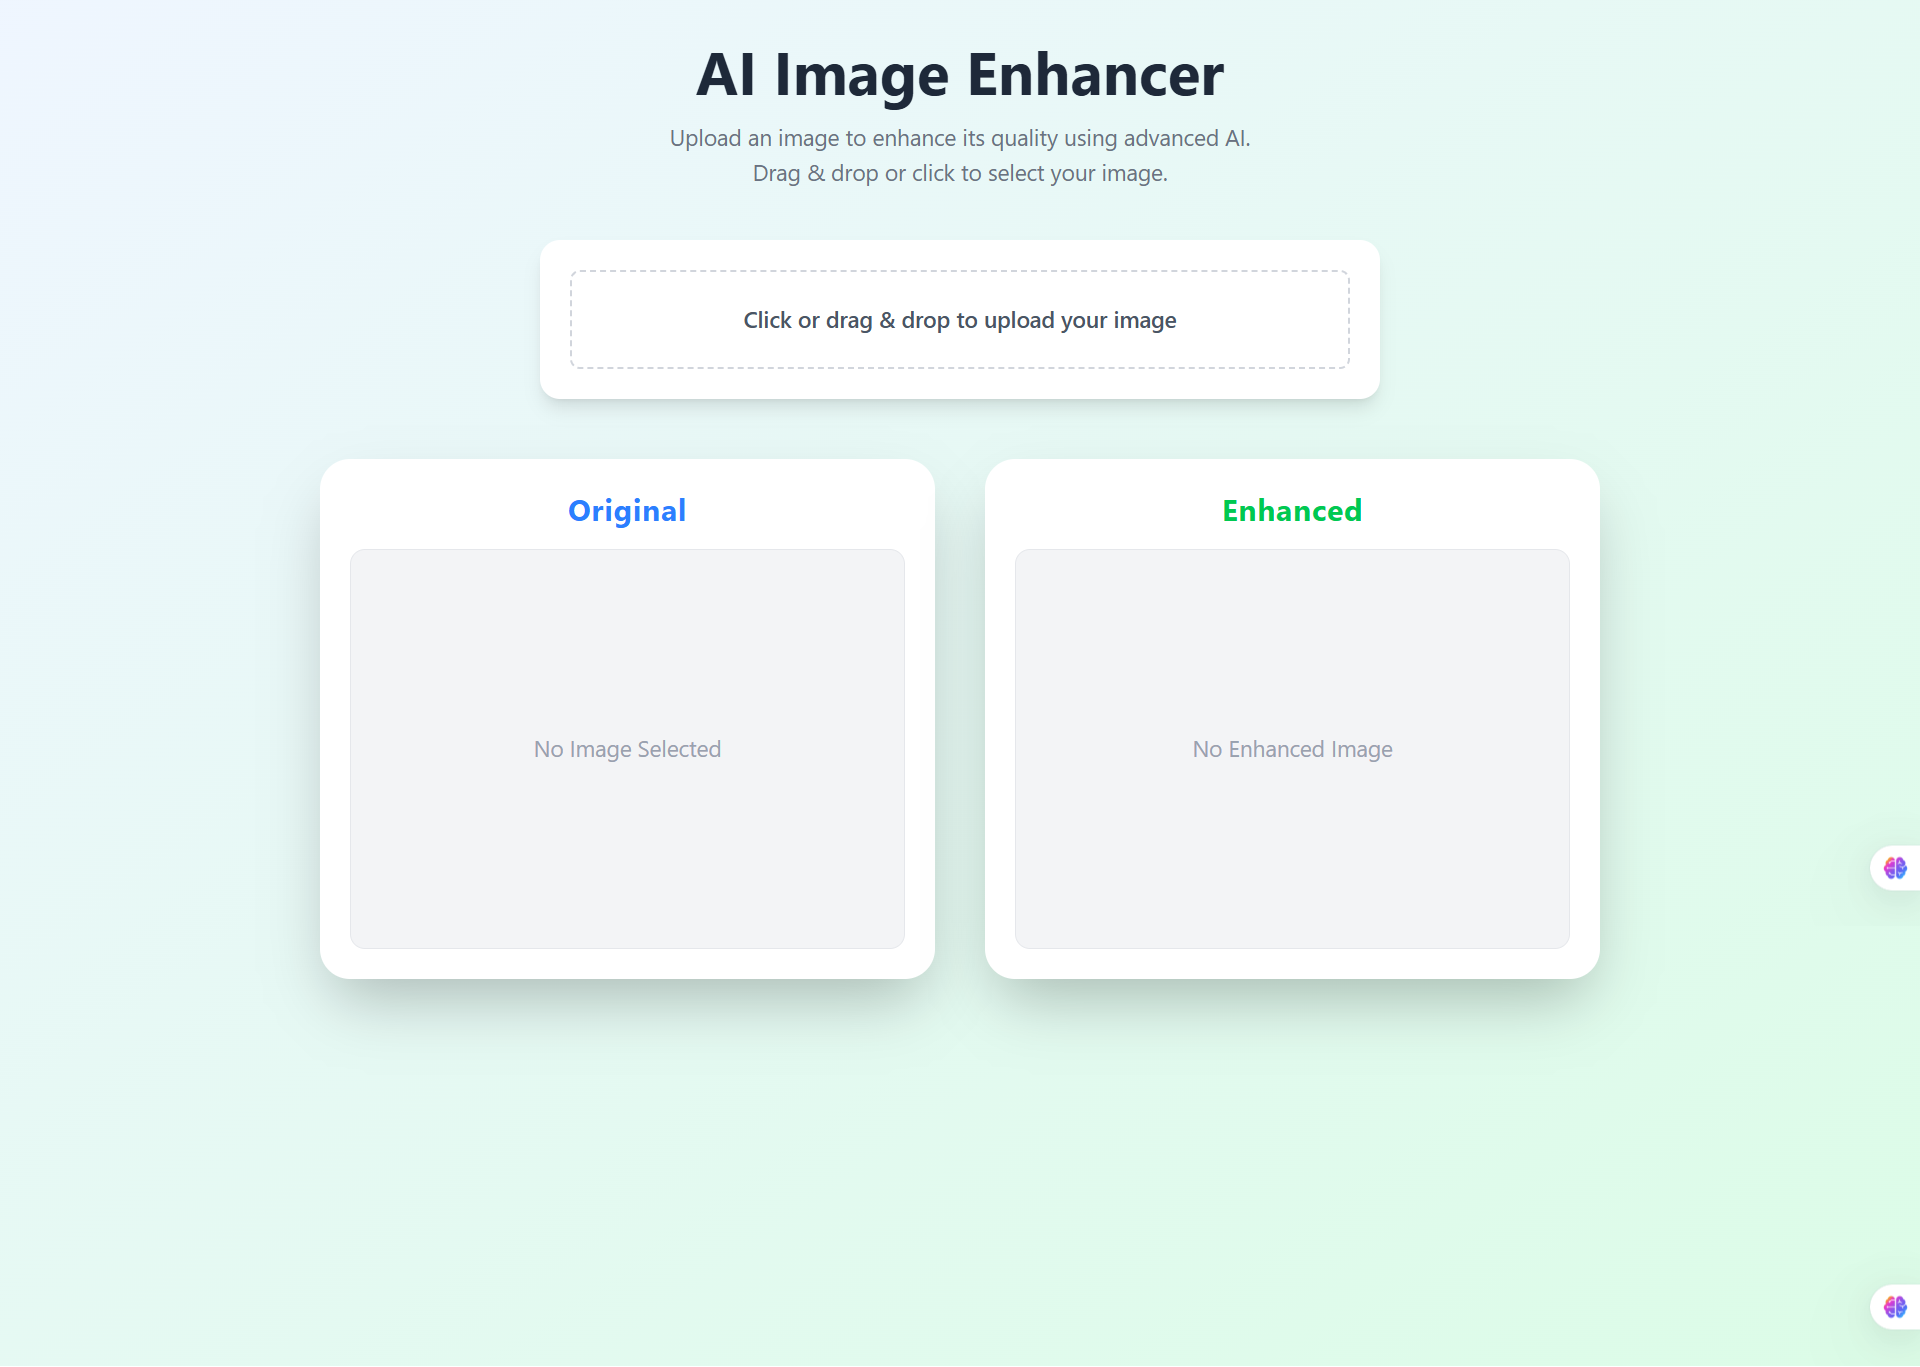 AI Image Enhancer
Upload an image to enhance its quality using advanced AI.
Drag & drop or click to select your image.
Click or drag & drop to upload your image
Original
Enhanced
No Image Selected
No Enhanced Image